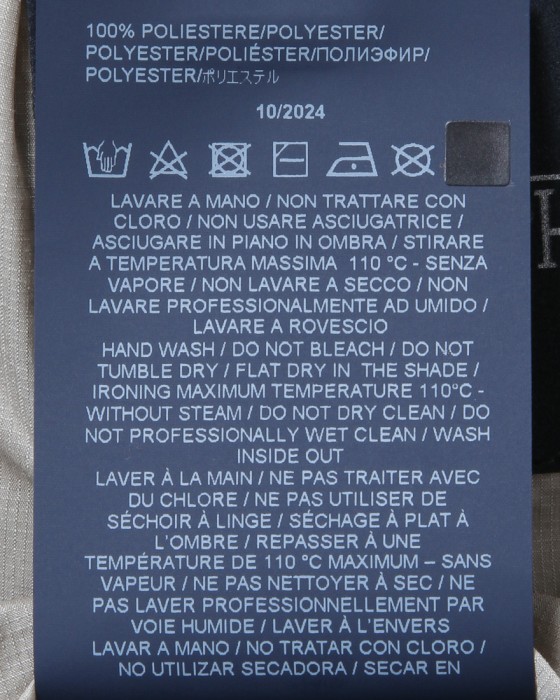 100% POLIESTERE/POLYESTER/
POLYESTER/POLIÉSTER/ПОЛИЭФИР/
POLYESTER/ポリエステル
10/2024
LAVARE A MANO / NON TRATTARE CON
CLORO / NON USARE ASCIUGATRICE /
ASCIUGARE IN PIANO IN OMBRA / STIRARE
A TEMPERATURA MASSIMA 110 °C - SENZA
VAPORE / NON LAVARE A SECCO / NON
LAVARE PROFESSIONALMENTE AD UMIDO /
LAVARE A ROVESCIO
HAND WASH / DO NOT BLEACH / DO NOT
TUMBLE DRY / FLAT DRY IN THE SHADE /
IRONING MAXIMUM TEMPERATURE 110°C -
WITHOUT STEAM / DO NOT DRY CLEAN / DO
NOT PROFESSIONALLY WET CLEAN / WASH
INSIDE OUT
LAVER À LA MAIN / NE PAS TRAITER AVEC
DU CHLORE / NE PAS UTILISER DE
SÉCHOIR À LINGE / SÉCHAGE À PLAT À
L'OMBRE / REPASSER À UNE
TEMPÉRATURE DE 110 °C MAXIMUM – SANS
VAPEUR / NE PAS NETTOYER À SEC / NE
PAS LAVER PROFESSIONNELLEMENT PAR
VOIE HUMIDE / LAVER À L'ENVERS
LAVAR A MANO / NO TRATAR CON CLORO /
NO UTILIZAR SECADORA / SECAR EN